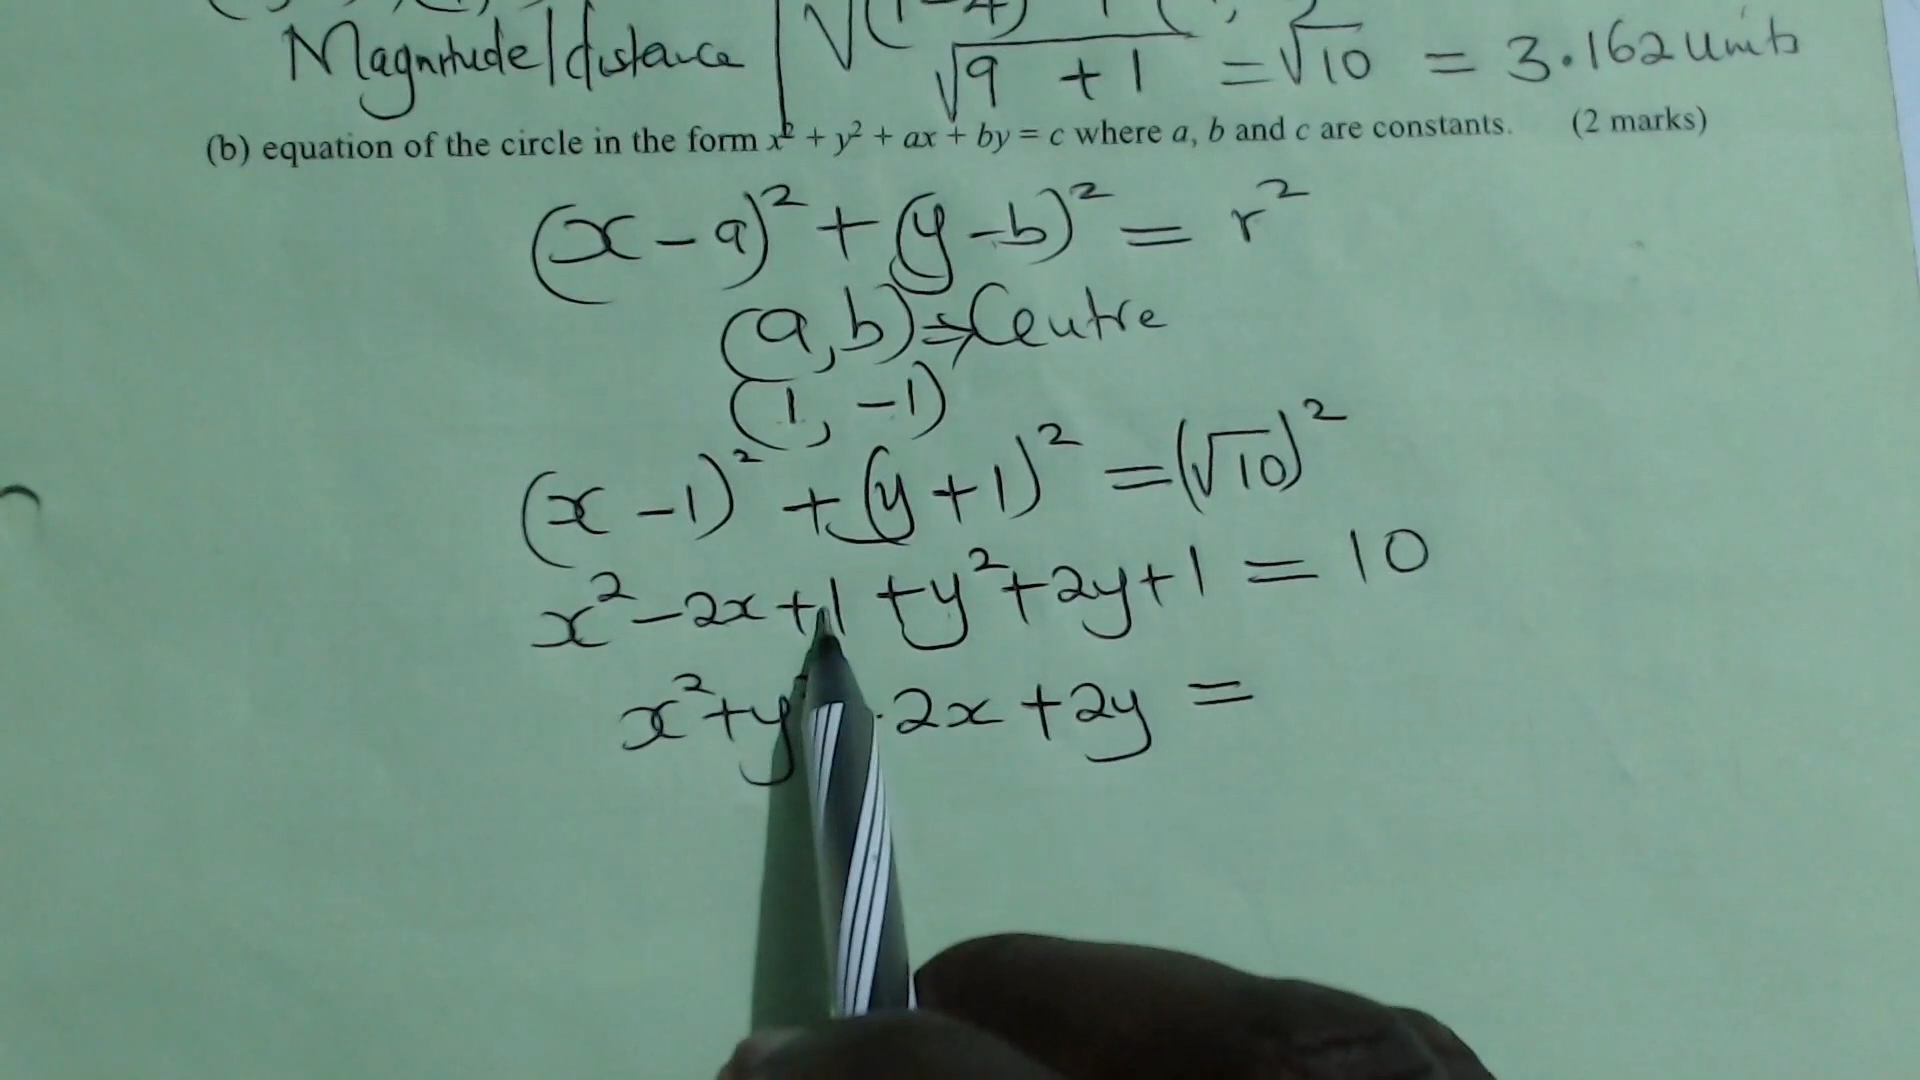 Magnitude/distance √9 + 1 = √10 = 3.162 units
(b) equation of the circle in the form x² + y² + ax + by = c where a, b and c are constants. (2 marks)
(x - a)² + (y - b)² = r²
(a, b) ⇒ Centre
(1, -1)
(x - 1)² + (y + 1)² = (√10)²
x² - 2x + 1 + y² + 2y + 1 = 10
x² + y 2x + 2y =